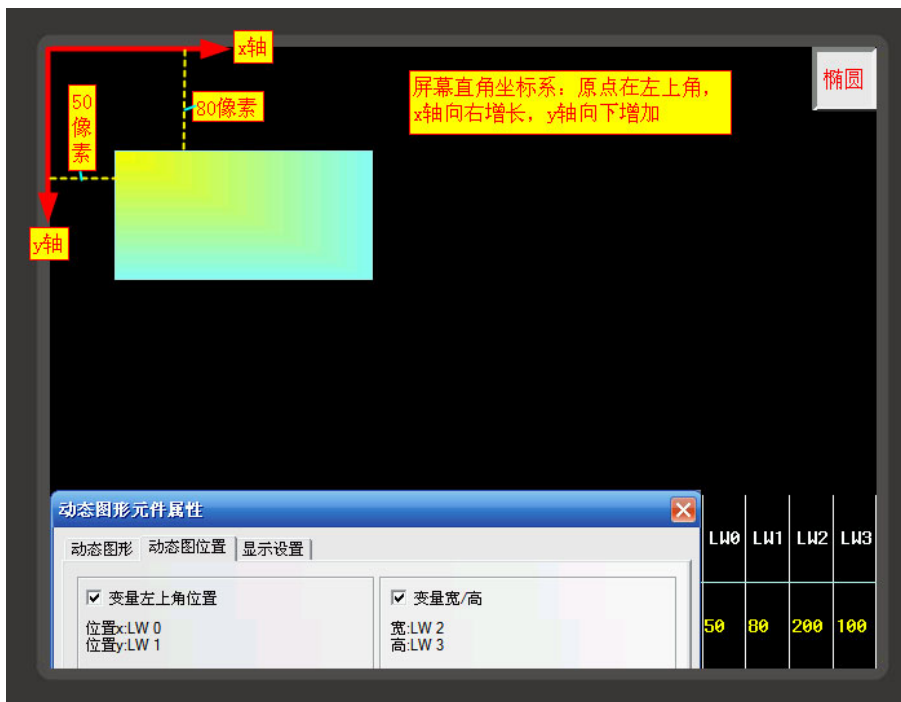 x轴
椭圆
屏幕直角坐标系：原点在左上角，
x轴向右增长，y轴向下增加
50
像
素
80像素
y轴
动态图形元件属性
动态图形 动态图位置 显示设置
变量左上角位置
位置x:LW 0
位置y:LW 1
变量宽/高
宽:LW 2
高:LW 3
LW0 LW1 LW2 LW3
50 80 200 100